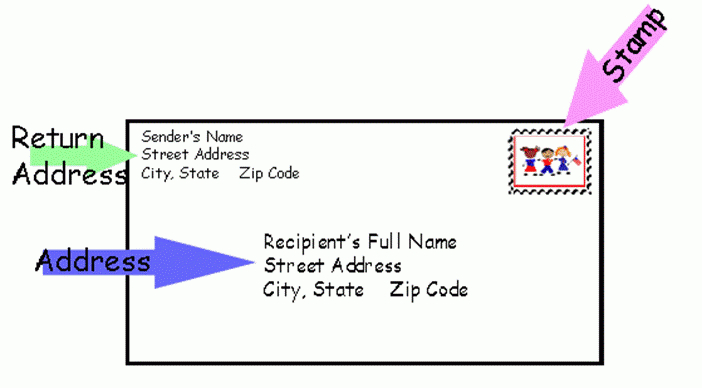 Stamp
Return
Address
Sender's Name
Street Address
City, State Zip Code
Address
Recipient's Full Name
Street Address
City, State Zip Code